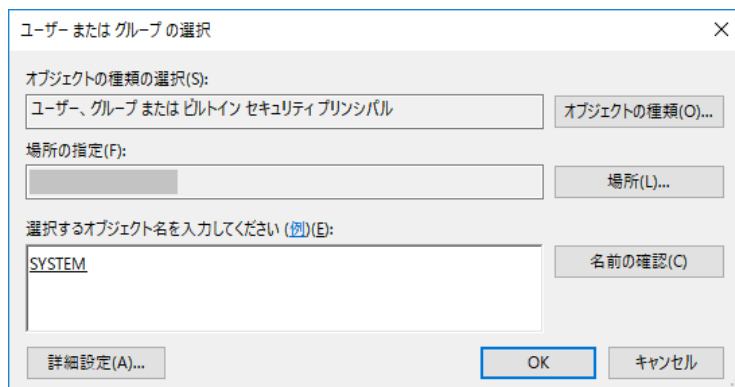 ユーザー または グループ の選択
オブジェクトの種類の選択(S):
ユーザー、グループ または ビルトイン セキュリティ プリンシパル
オブジェクトの種類(O)...
場所の指定(F):
場所(L)...
選択するオブジェクト名を入力してください (例)(E):
SYSTEM
名前の確認(C)
詳細設定(A)...
OK
キャンセル